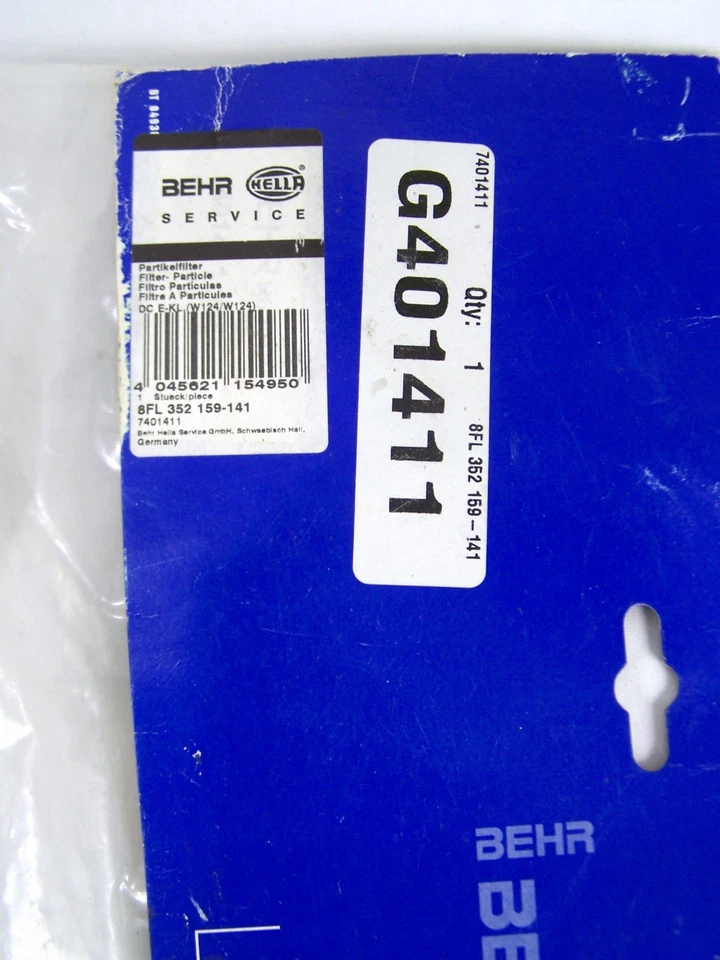 BEHR HELLA ®
SERVICE
Partikelfilter
Filter- Particle
Filtro Particulas
Filtre A Particules
DC E-KL (W124/W124)
4 045621 154950
1 Stueck/piece
8FL 352 159-141
7401411
Behr Hella Service GmbH, Schwaebisch Hall,
Germany
7401411 Qty: 1 8FL 352 159-141
G401411
BEHR